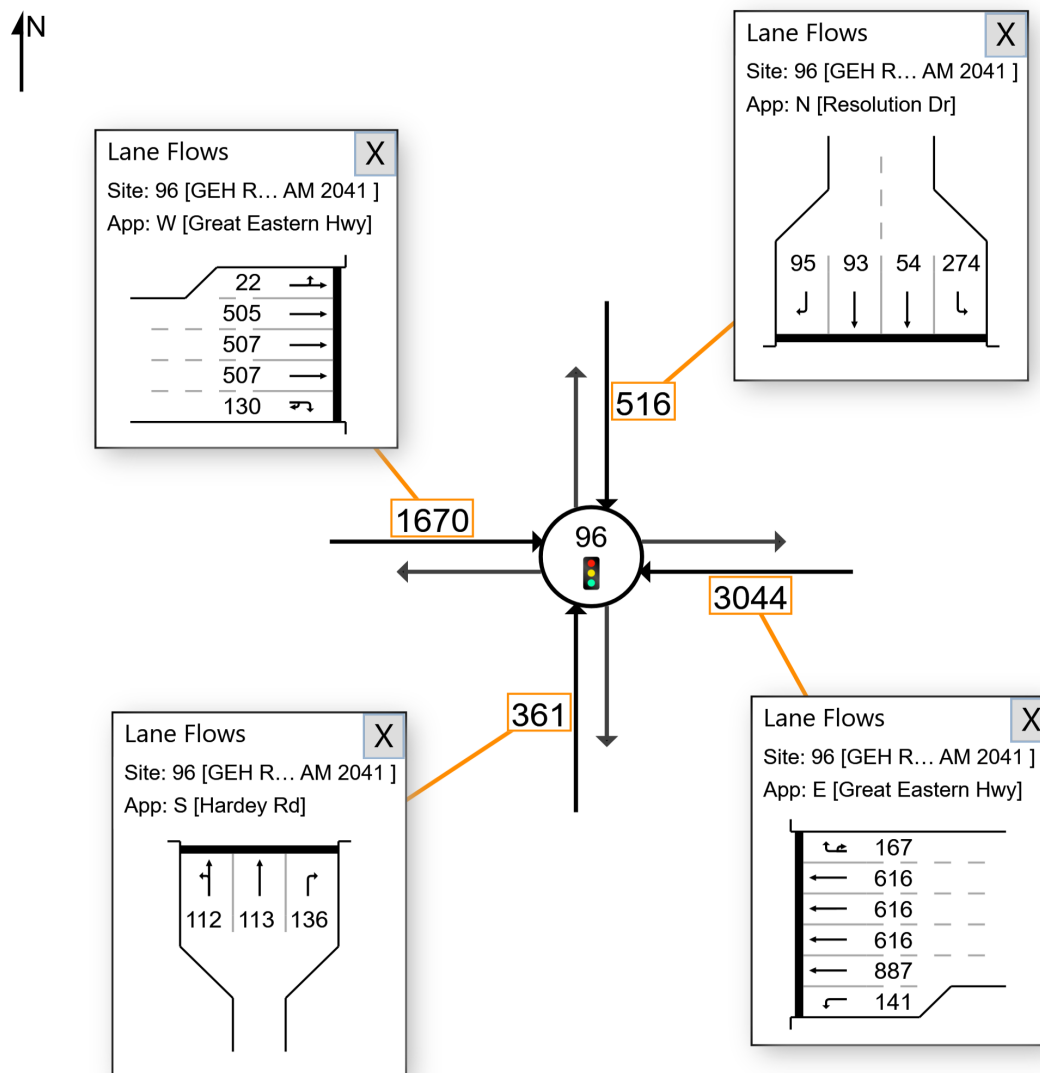 N
Lane Flows X
Site: 96 [GEH R... AM 2041 ]
App: N [Resolution Dr]
95 93 54 274
Lane Flows X
Site: 96 [GEH R... AM 2041 ]
App: W [Great Eastern Hwy]
22
505
507
507
130
516
1670
96
3044
361
Lane Flows X
Site: 96 [GEH R... AM 2041 ]
App: S [Hardey Rd]
112 113 136
Lane Flows X
Site: 96 [GEH R... AM 2041 ]
App: E [Great Eastern Hwy]
167
616
616
616
887
141